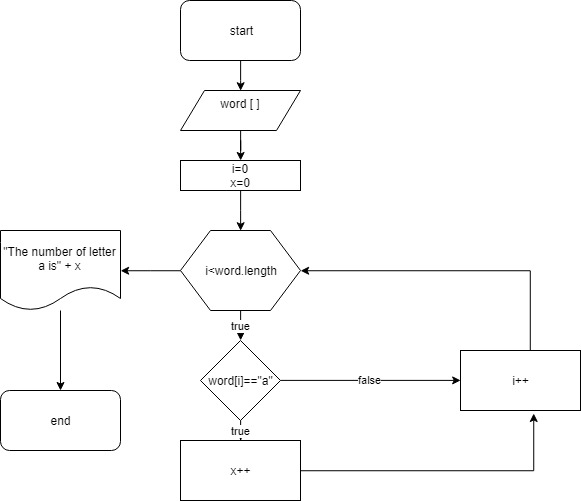 start
word [ ]
i=0
x=0
i<word.length
"The number of letter
a is" + x
true
word[i]=="a"
false
i++
end
true
x++